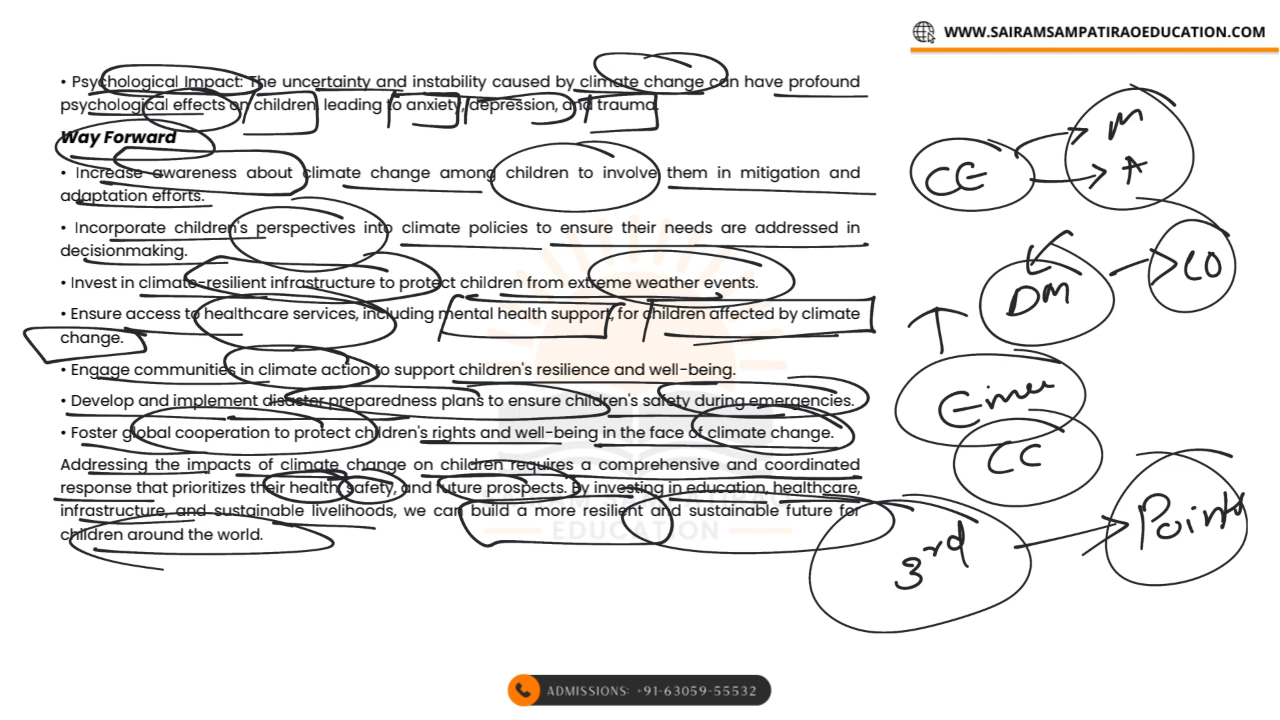 WWW.SAIRAMSAMPATIRAOEDUCATION.COM
• Psychological Impact: The uncertainty and instability caused by climate change can have profound
psychological effects on children, leading to anxiety, depression, and trauma.
Way Forward
• Increase awareness about climate change among children to involve them in mitigation and
adaptation efforts.
• Incorporate children's perspectives into climate policies to ensure their needs are addressed in
decisionmaking.
• Invest in climate-resilient infrastructure to protect children from extreme weather events.
• Ensure access to healthcare services, including mental health support, for children affected by climate
change.
• Engage communities in climate action to support children's resilience and well-being.
• Develop and implement disaster preparedness plans to ensure children's safety during emergencies.
• Foster global cooperation to protect children's rights and well-being in the face of climate change.
Addressing the impacts of climate change on children requires a comprehensive and coordinated
response that prioritizes their health, safety, and future prospects. By investing in education, healthcare,
infrastructure, and sustainable livelihoods, we can build a more resilient and sustainable future for
children around the world.
EDUCATION
M
CE
A
CO
DM
CC
3rd
Points
ADMISSIONS: +91-63059-55532